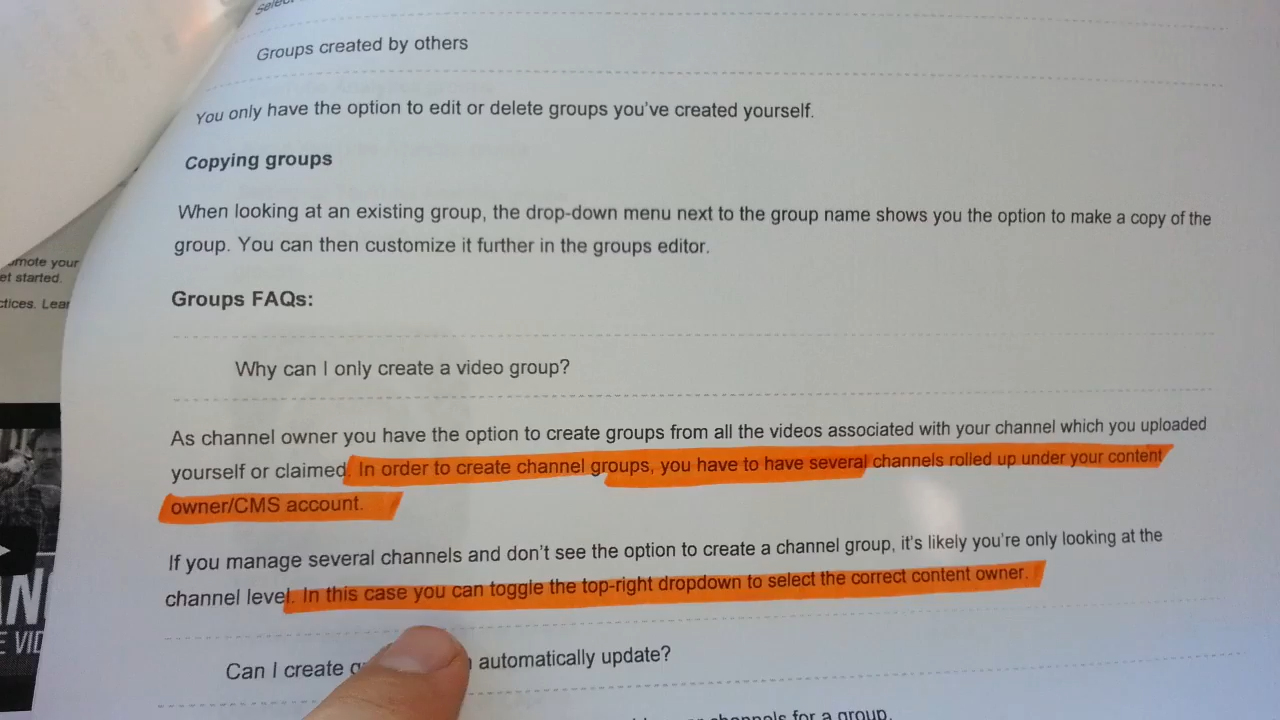 Groups created by others
You only have the option to edit or delete groups you've created yourself.
Copying groups
When looking at an existing group, the drop-down menu next to the group name shows you the option to make a copy of the
group. You can then customize it further in the groups editor.
mote your
et started.
ctices. Lear
Groups FAQs:
Why can I only create a video group?
As channel owner you have the option to create groups from all the videos associated with your channel which you uploaded
yourself or claimed. In order to create channel groups, you have to have several channels rolled up under your content
owner/CMS account.
If you manage several channels and don't see the option to create a channel group, it's likely you're only looking at the
channel level. In this case you can toggle the top-right dropdown to select the correct content owner.
AN
E VID
Can I create automatically update?
channels for a group.